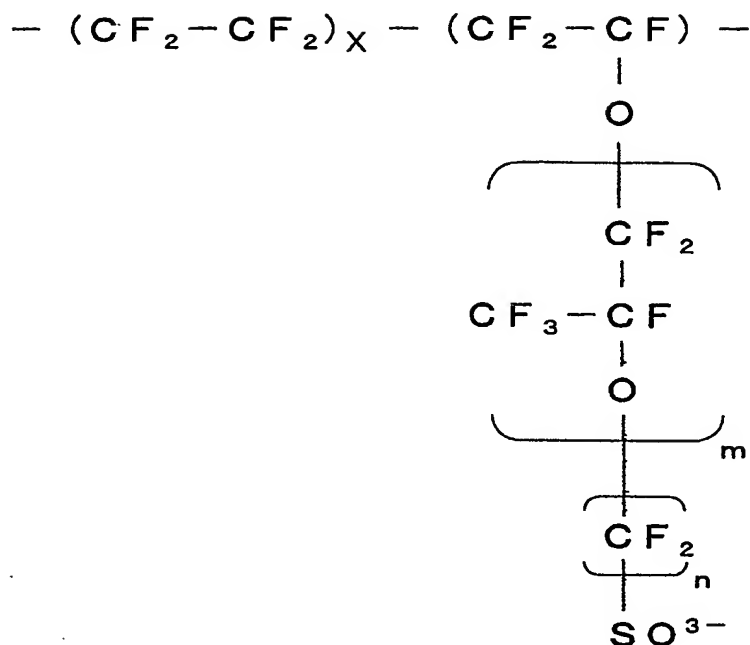 — (CF₂—CF₂)ₓ — (CF₂—CF) —
O
CF₂
CF₃—CF
O
m
CF₂
n
SO³⁻